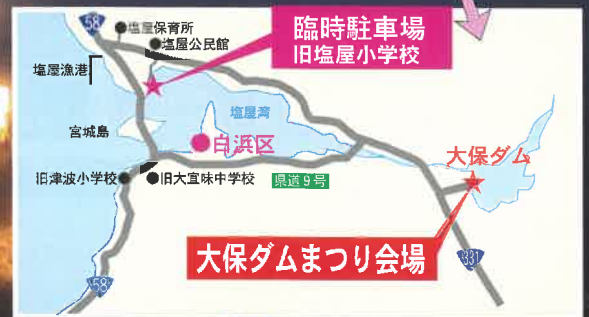 58
塩屋保育所
塩屋公民館
臨時駐車場
旧塩屋小学校
塩屋漁港
塩屋湾
宮城島
白浜区
大保ダム
旧津波小学校
旧大宜味中学校
県道9号
大保ダムまつり会場
331
58